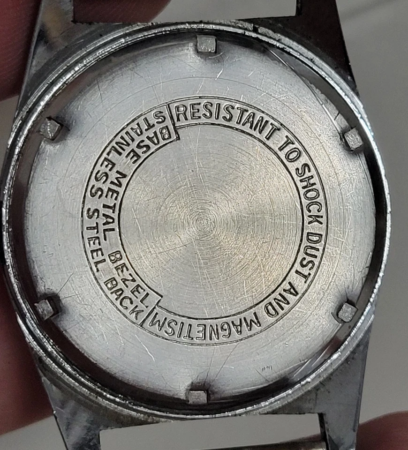 RESISTANT TO SHOCK DUST AND MAGNETISM
BASE METAL BEZEL
STAINLESS STEEL BACK